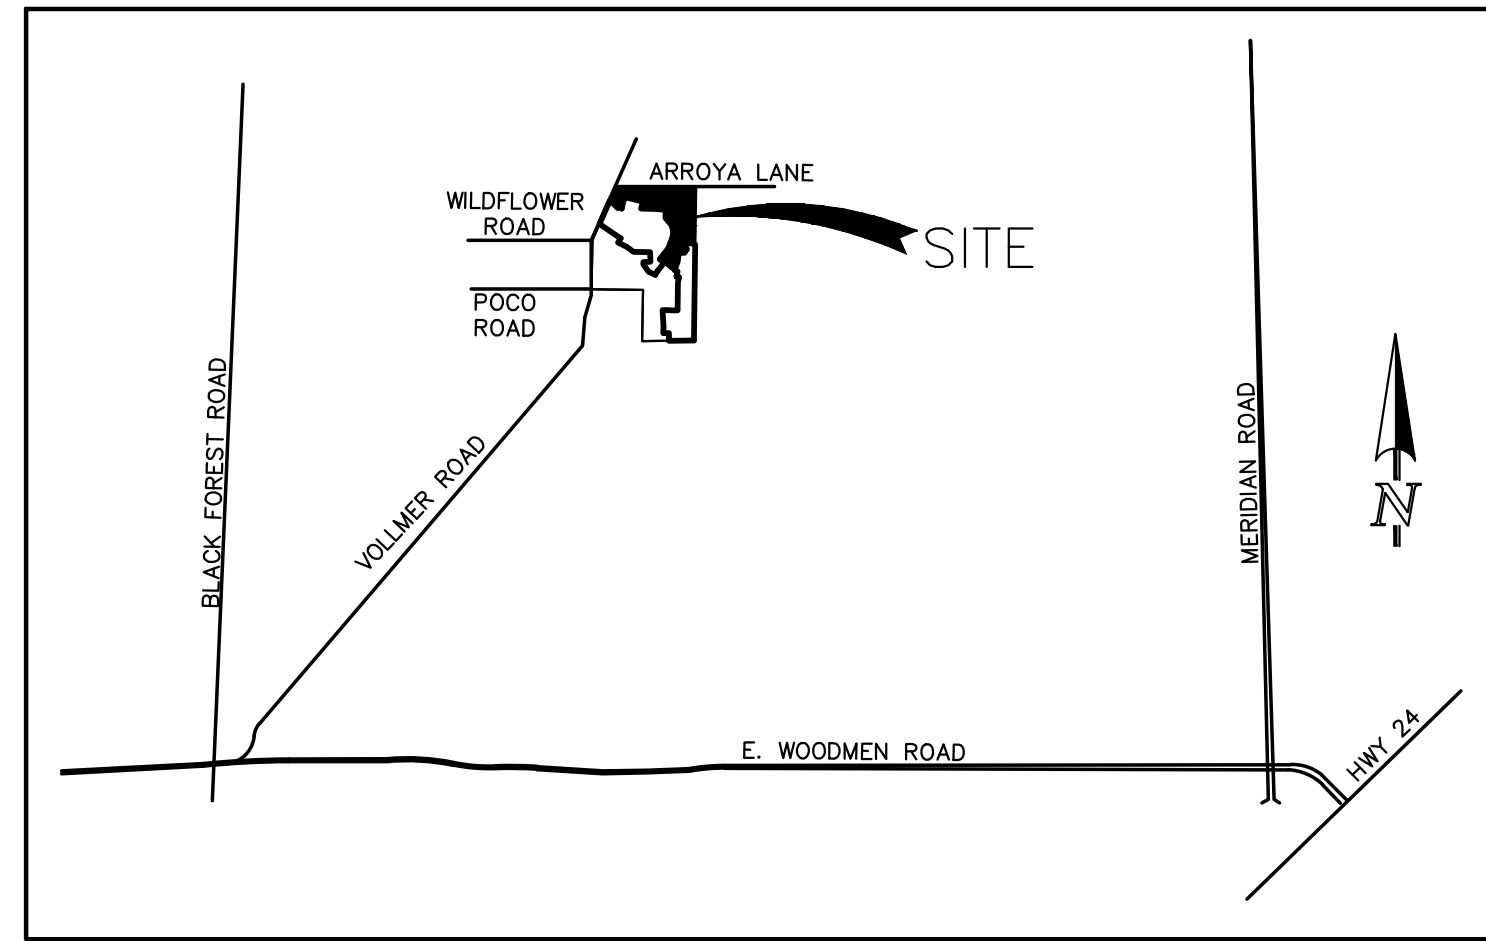 ARROYA LANE
WILDFLOWER
ROAD
SITE
POCO
ROAD
BLACK FOREST ROAD
VOLLMER ROAD
MERIDIAN ROAD
N
E. WOODMEN ROAD
HWY 24